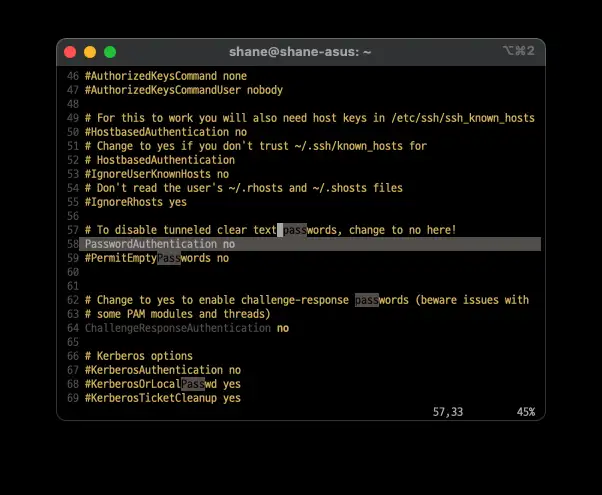 shane@shane-asus: ~
⌥⌘2
46 #AuthorizedKeysCommand none
47 #AuthorizedKeysCommandUser nobody
48
49 # For this to work you will also need host keys in /etc/ssh/ssh_known_hosts
50 #HostbasedAuthentication no
51 # Change to yes if you don't trust ~/.ssh/known_hosts for
52 # HostbasedAuthentication
53 #IgnoreUserKnownHosts no
54 # Don't read the user's ~/.rhosts and ~/.shosts files
55 #IgnoreRhosts yes
56
57 # To disable tunneled clear text passwords, change to no here!
58 PasswordAuthentication no
59 #PermitEmptyPasswords no
60
61
62 # Change to yes to enable challenge-response passwords (beware issues with
63 # some PAM modules and threads)
64 ChallengeResponseAuthentication no
65
66 # Kerberos options
67 #KerberosAuthentication no
68 #KerberosOrLocalPasswd yes
69 #KerberosTicketCleanup yes
57,33 45%